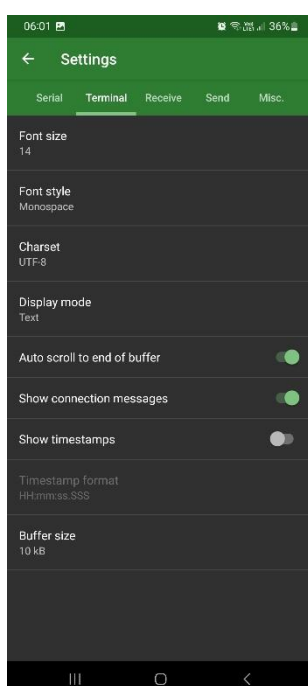 06:01 36%
Settings
Serial Terminal Receive Send Misc.
Font size
14
Font style
Monospace
Charset
UTF-8
Display mode
Text
Auto scroll to end of buffer
Show connection messages
Show timestamps
Timestamp format
HH:mm:ss.SSS
Buffer size
10 kB